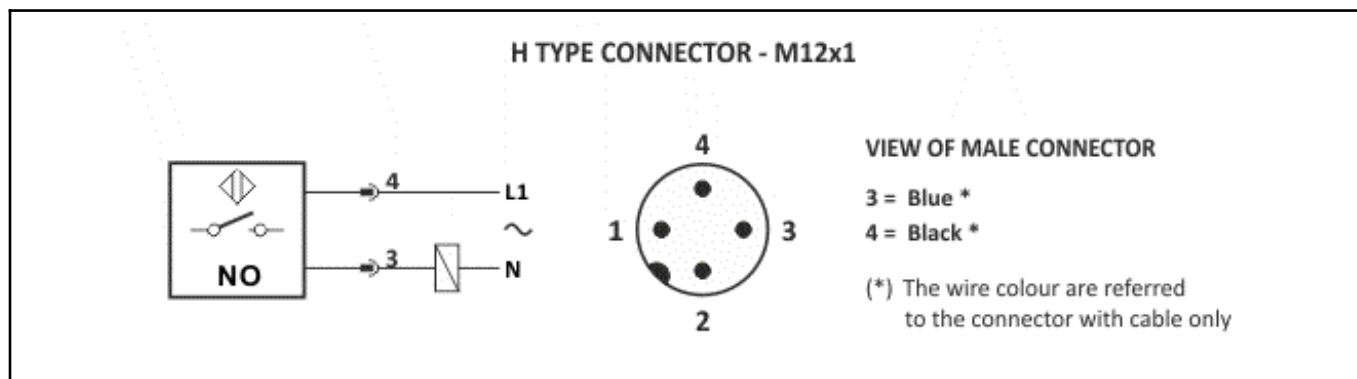 H TYPE CONNECTOR - M12x1
4
L1
~
3
N
NO
4
1
3
2
VIEW OF MALE CONNECTOR
3 = Blue *
4 = Black *
(*) The wire colour are referred
to the connector with cable only